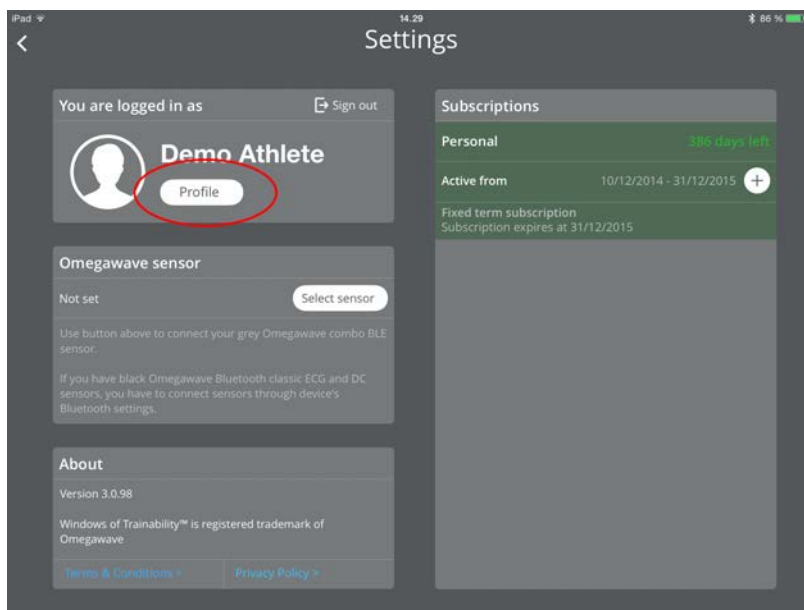 iPad
14.29
86 %
Settings
You are logged in as
Sign out
Demo Athlete
Profile
Omegawave sensor
Not set
Select sensor
Use button above to connect your grey Omegawave combo BLE
sensor.
If you have black Omegawave Bluetooth classic ECG and DC
sensors, you have to connect sensors through device's
Bluetooth settings.
About
Version 3.0.98
Windows of Trainability™ is registered trademark of
Omegawave
Terms & Conditions >
Privacy Policy >
Subscriptions
Personal
386 days left
Active from
10/12/2014 - 31/12/2015
Fixed term subscription
Subscription expires at 31/12/2015